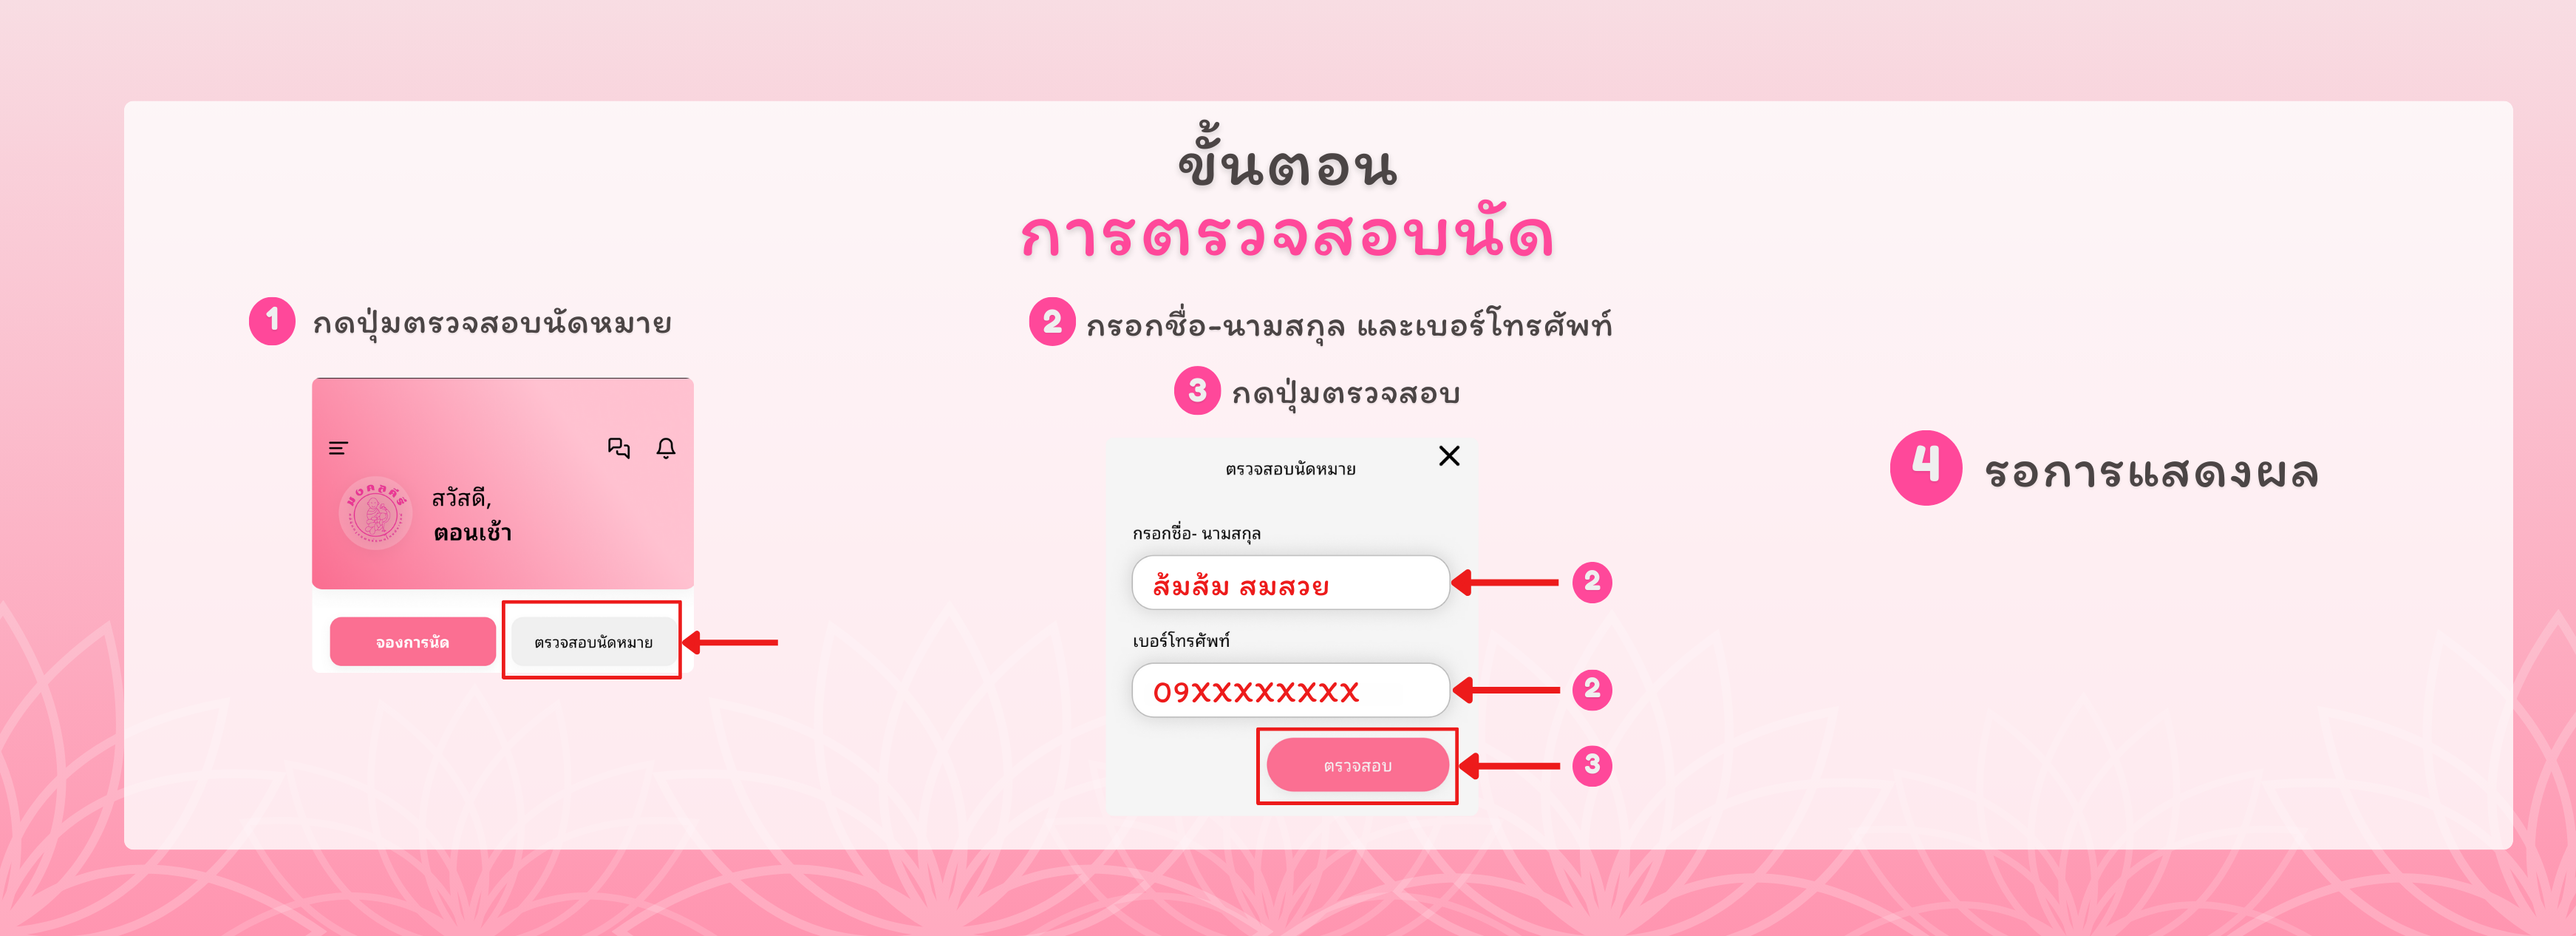 ขั้นตอน
การตรวจสอบนัด
1 กดปุ่มตรวจสอบนัดหมาย
มงคลคีรี
สวัสดี,
ตอนเช้า
จองการนัด
ตรวจสอบนัดหมาย
2 กรอกชื่อ-นามสกุล และเบอร์โทรศัพท์
3 กดปุ่มตรวจสอบ
ตรวจสอบนัดหมาย
กรอกชื่อ- นามสกุล
ส้มส้ม สมสวย
2
เบอร์โทรศัพท์
09XXXXXXXX
2
ตรวจสอบ
3
4 รอการแสดงผล